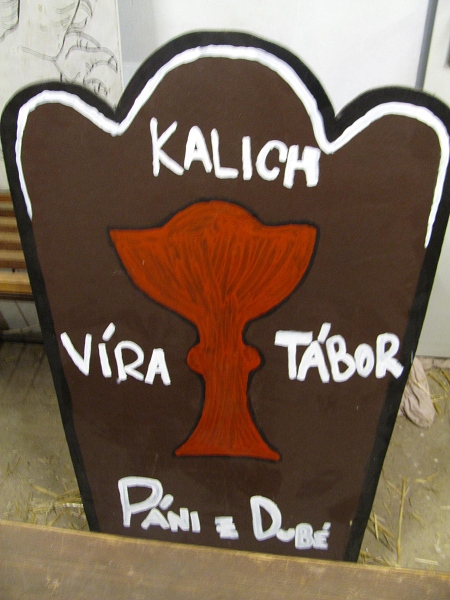 KALICH
VÍRA TÁBOR
PÁNI z DUBÉ